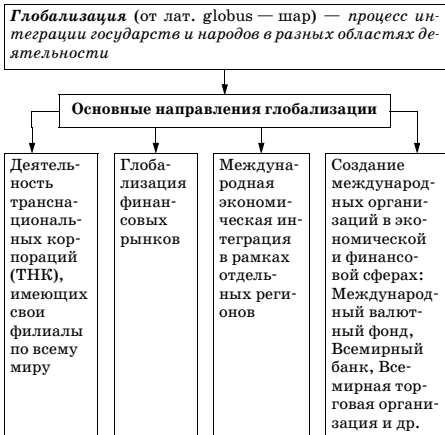 Глобализация (от лат. globus — шар) — процесс ин-
теграции государств и народов в разных областях де-
ятельности
Основные направления глобализации
Деятель-
ность
трансна-
циональ-
ных кор-
пораций
(ТНК),
имеющих
свои
филиалы
по всему
миру
Глоба-
лизация
финан-
совых
рынков
Междуна-
родная
экономи-
ческая ин-
теграция
в рамках
отдель-
ных реги-
онов
Создание
международ-
ных органи-
заций в эко-
номической
и финансо-
вой сферах:
Международ-
ный валют-
ный фонд,
Всемирный
банк, Все-
мирная тор-
говая органи-
зация и др.